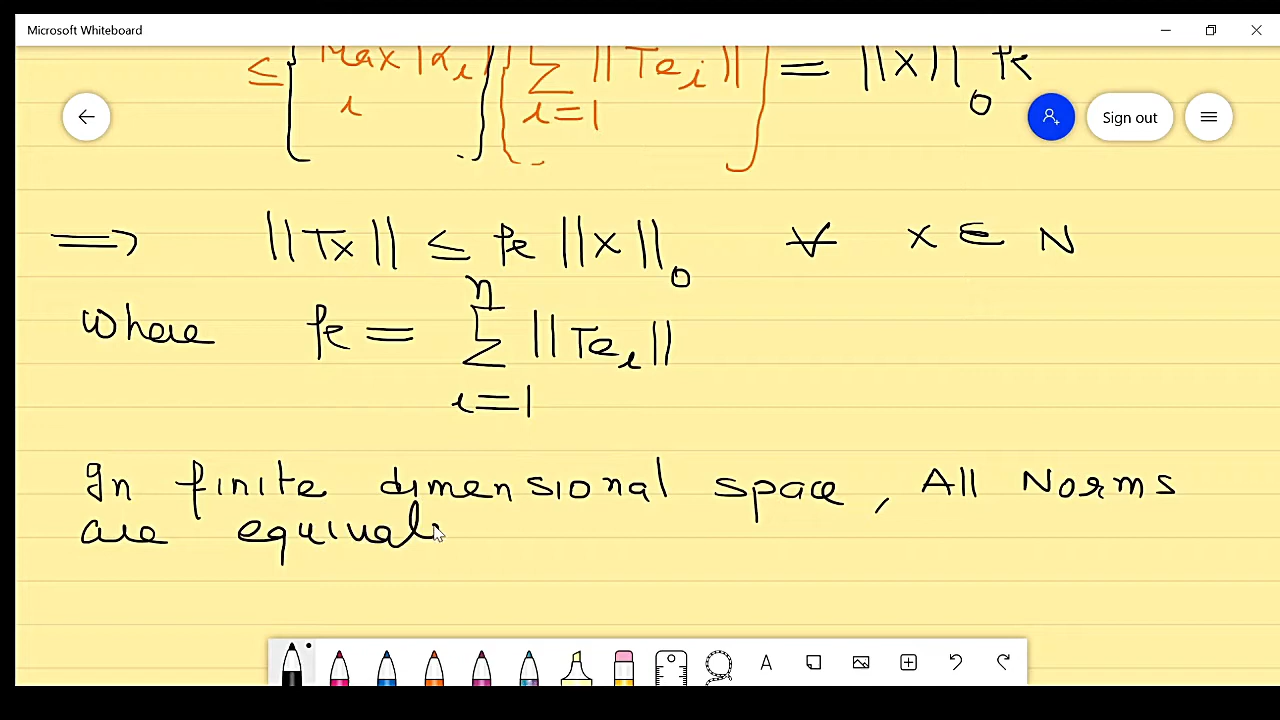 Microsoft Whiteboard
≤ { Max |αi| i } { Σ i=1 ||Tei|| } = ||x||₀ k
Sign out
⟹ ||Tx|| ≤ k ||x||₀ ∀ x ∈ N
where k = Σ n i=1 ||Tei||
In finite dimensional space, All Norms
are equival
A